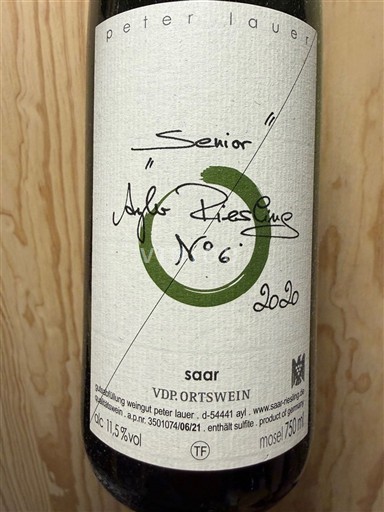 peter lauer
"Senior"
Ayler Riesling
N° 6
2020
saar
VDP.ORTSWEIN
gutsabfüllung weingut peter lauer . d-54441 ayl . www.saar-riesling.de
qualitätswein . a.p.nr. 3501074/06/21 . enthält sulfite . product of germany
alc 11,5%vol
mosel 750 ml
TF